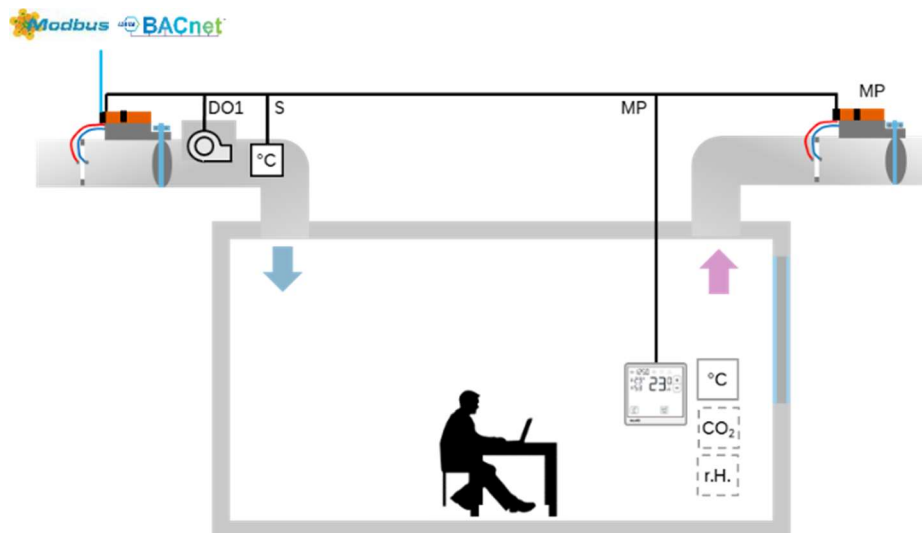 Modbus BACnet
DO1
S
MP
MP
°C
23
°C
CO₂
r.H.